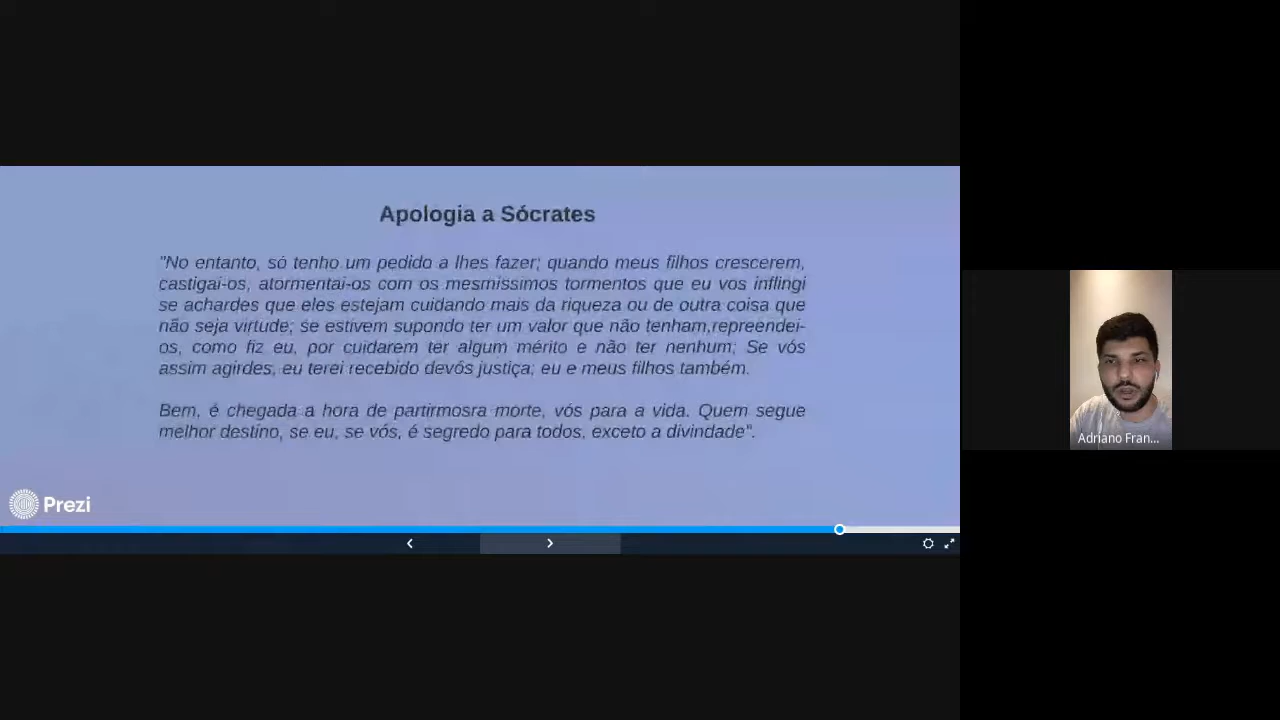 Apologia a Sócrates
"No entanto, só tenho um pedido a lhes fazer; quando meus filhos crescerem,
castigai-os, atormentai-os com os mesmíssimos tormentos que eu vos inflingi
se achardes que eles estejam cuidando mais da riqueza ou de outra coisa que
não seja virtude; se estivem supondo ter um valor que não tenham,repreendei-
os, como fiz eu, por cuidarem ter algum mérito e não ter nenhum; Se vós
assim agirdes, eu terei recebido devós justiça; eu e meus filhos também.
Bem, é chegada a hora de partirmosra morte, vós para a vida. Quem segue
melhor destino, se eu, se vós, é segredo para todos, exceto a divindade".
Prezi
Adriano Fran...